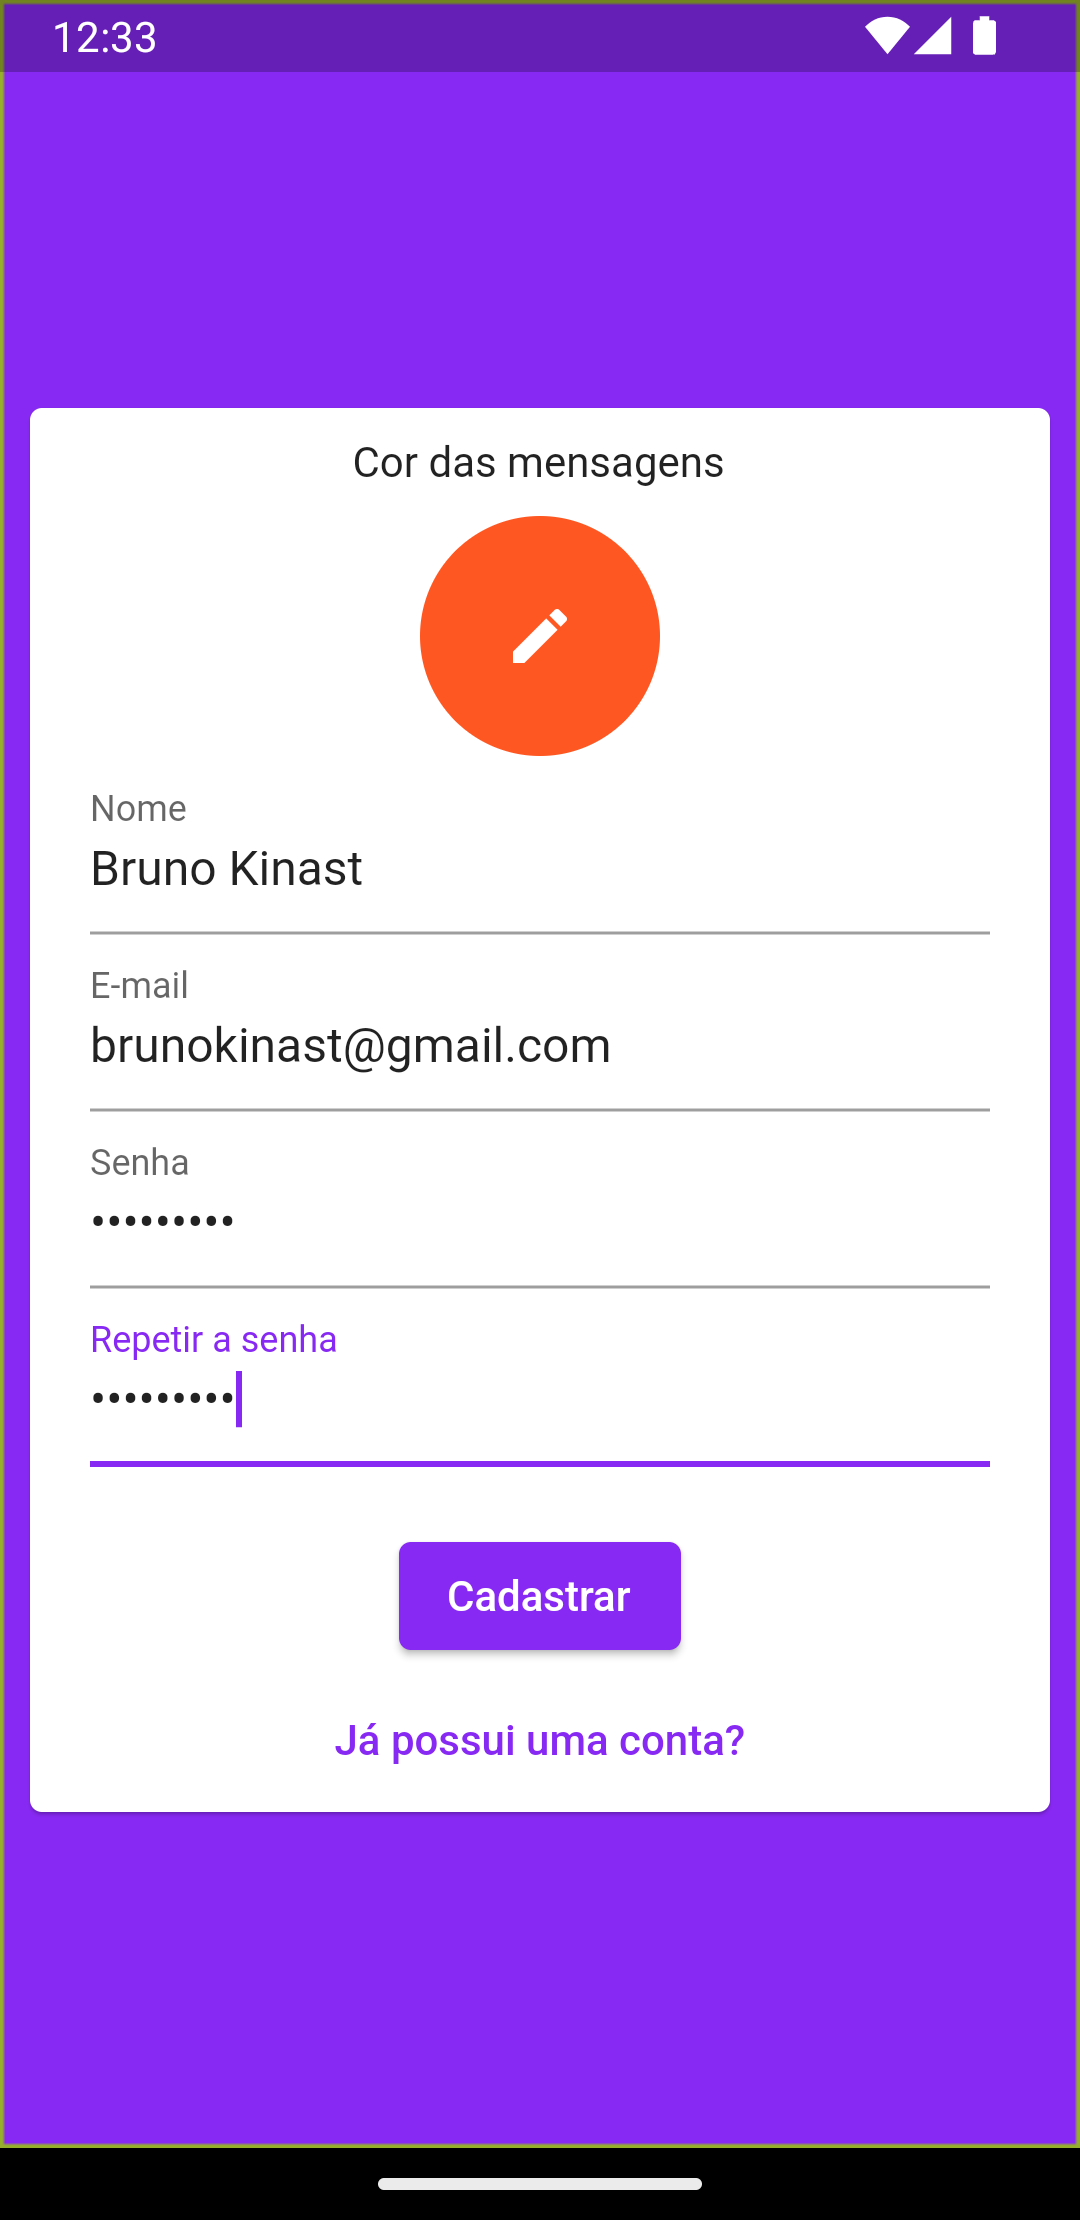 12:33
Cor das mensagens
Nome
Bruno Kinast
E-mail
brunokinast@gmail.com
Senha
•••••••••
Repetir a senha
•••••••••
Cadastrar
Já possui uma conta?